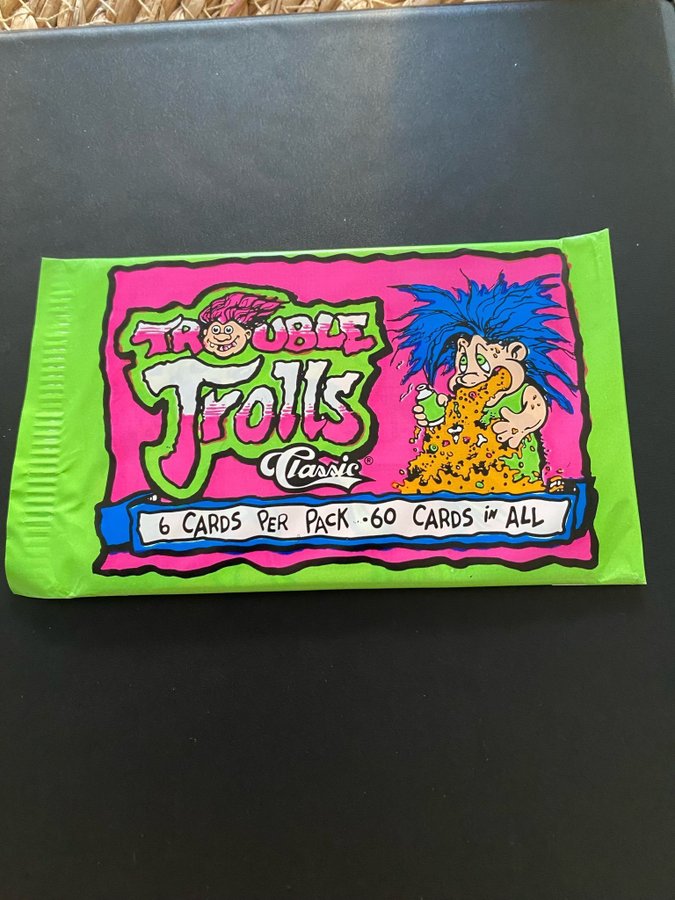 TROUBLE
Trolls
Classic®
6 CARDS PER PACK...60 CARDS in ALL